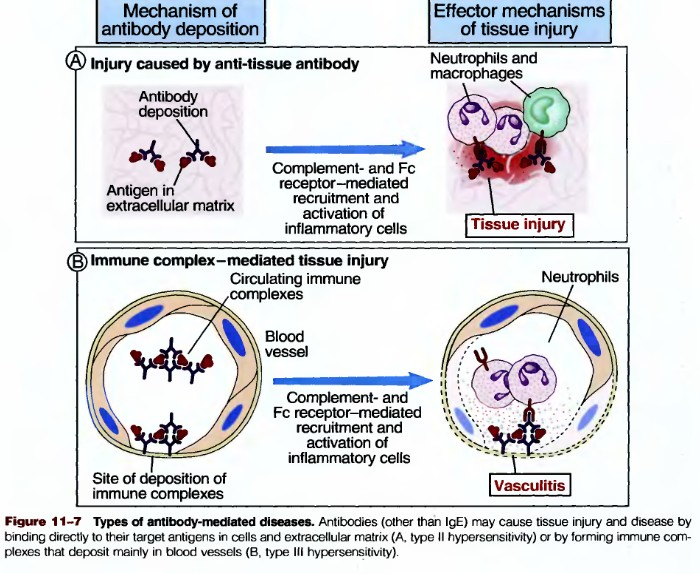 Mechanism of
antibody deposition
Effector mechanisms
of tissue injury
A Injury caused by anti-tissue antibody
Antibody
deposition
Antigen in
extracellular matrix
Complement- and Fc
receptor–mediated
recruitment and
activation of
inflammatory cells
Neutrophils and
macrophages
Tissue injury
B Immune complex–mediated tissue injury
Circulating immune
complexes
Blood
vessel
Site of deposition of
immune complexes
Complement- and
Fc receptor–mediated
recruitment and
activation of
inflammatory cells
Neutrophils
Vasculitis
Figure 11–7 Types of antibody-mediated diseases. Antibodies (other than IgE) may cause tissue injury and disease by
binding directly to their target antigens in cells and extracellular matrix (A, type II hypersensitivity) or by forming immune com-
plexes that deposit mainly in blood vessels (B, type III hypersensitivity).